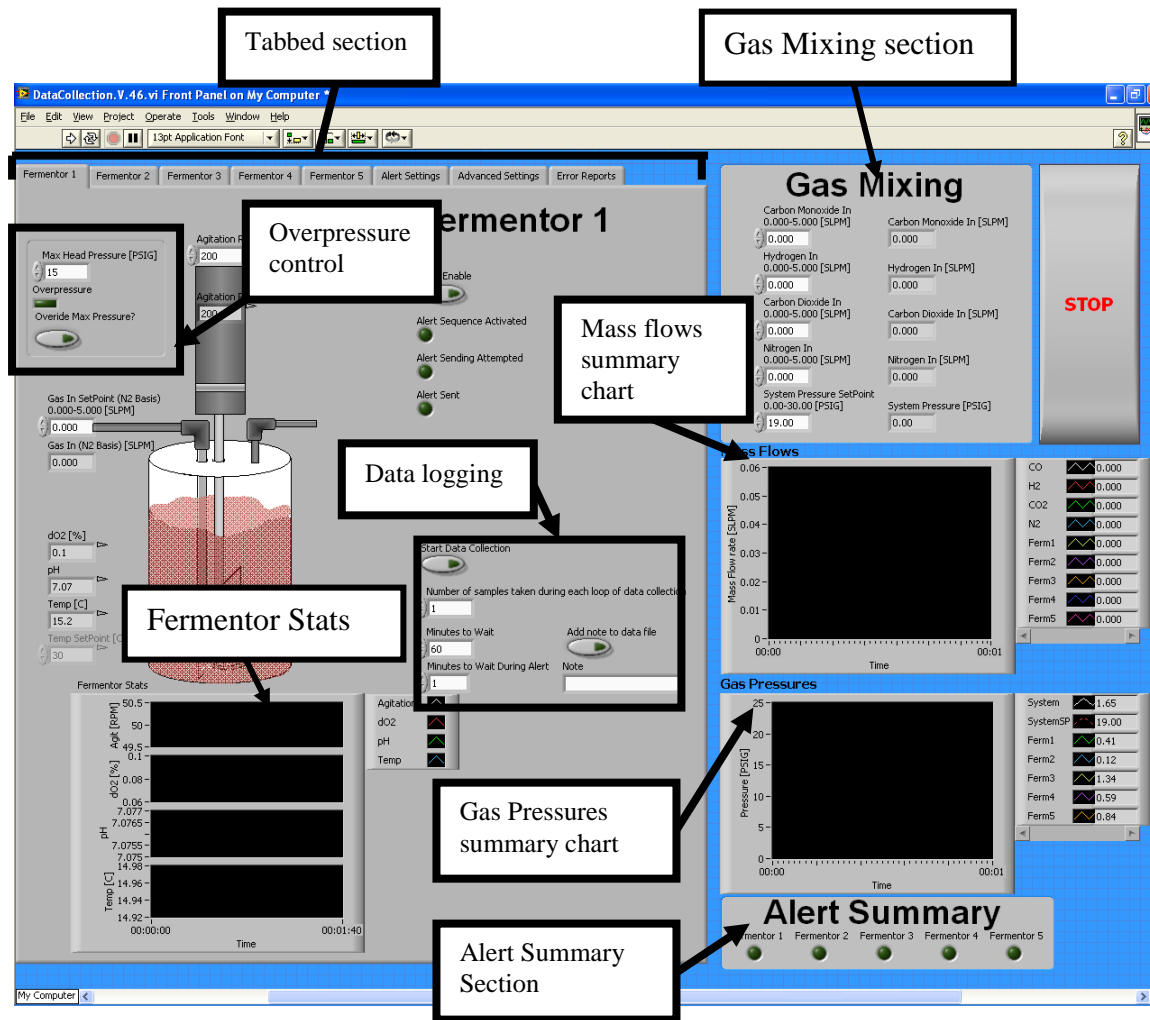 Tabbed section
Gas Mixing section
DataCollection.V.46.vi Front Panel on My Computer *
File Edit View Project Operate Tools Window Help
13pt Application Font
Fermentor 1 Fermentor 2 Fermentor 3 Fermentor 4 Fermentor 5 Alert Settings Advanced Settings Error Reports
Fermentor 1
Max Head Pressure [PSIG]
15
Overpressure
Overide Max Pressure?
Agitation
200
Agitation
200
Overpressure
control
Enable
Alert Sequence Activated
Alert Sending Attempted
Alert Sent
Gas In SetPoint (N2 Basis)
0.000-5.000 [SLPM]
0.000
Gas In (N2 Basis) [SLPM]
0.000
dO2 [%]
0.1
pH
7.07
Temp [C]
15.2
Temp SetPoint [C
30
Fermentor Stats
Data logging
Start Data Collection
Number of samples taken during each loop of data collection
1
Minutes to Wait
60
Add note to data file
Minutes to Wait During Alert
1
Note
Fermentor Stats
Agit [RPM]
50.5
50
49.5
dO2 [%]
0.1
0.08
0.06
pH
7.077
7.0765
7.0755
7.075
Temp [C]
14.98
14.96
14.94
14.92
00:00:00 00:01:40
Time
Agitation
dO2
pH
Temp
Gas Mixing
Carbon Monoxide In
0.000-5.000 [SLPM]
0.000
Carbon Monoxide In [SLPM]
0.000
Hydrogen In
0.000-5.000 [SLPM]
0.000
Hydrogen In [SLPM]
0.000
Carbon Dioxide In
0.000-5.000 [SLPM]
0.000
Carbon Dioxide In [SLPM]
0.000
Nitrogen In
0.000-5.000 [SLPM]
0.000
Nitrogen In [SLPM]
0.000
System Pressure SetPoint
0.00-30.00 [PSIG]
19.00
System Pressure [PSIG]
0.00
STOP
Mass flows
summary
chart
Mass Flows
Mass Flow rate [SLPM]
0.06
0.05
0.04
0.03
0.02
0.01
0
00:00 00:01
Time
CO 0.000
H2 0.000
CO2 0.000
N2 0.000
Ferm1 0.000
Ferm2 0.000
Ferm3 0.000
Ferm4 0.000
Ferm5 0.000
Gas Pressures
summary chart
Gas Pressures
Pressure [PSIG]
25
20
15
10
5
0
00:00 00:01
Time
System 1.65
SystemSP 19.00
Ferm1 0.41
Ferm2 0.12
Ferm3 1.34
Ferm4 0.59
Ferm5 0.84
Alert Summary
Section
Alert Summary
Fermentor 1 Fermentor 2 Fermentor 3 Fermentor 4 Fermentor 5
My Computer